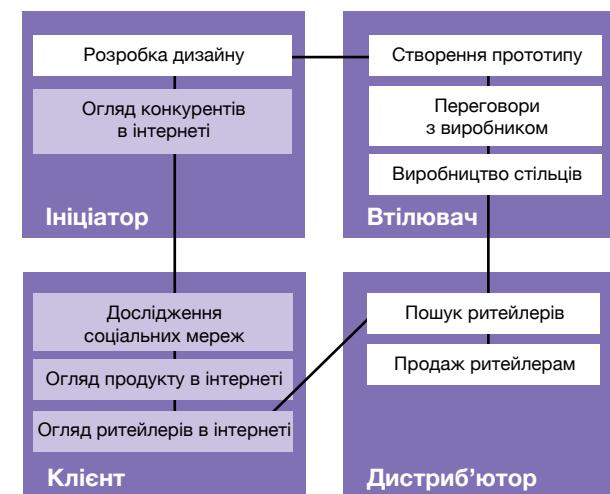 Розробка дизайну
Огляд конкурентів
в інтернеті
Ініціатор
Створення прототипу
Переговори
з виробником
Виробництво стільців
Втілювач
Дослідження
соціальних мереж
Огляд продукту в інтернеті
Огляд ритейлерів в інтернеті
Клієнт
Пошук ритейлерів
Продаж ритейлерам
Дистриб’ютор